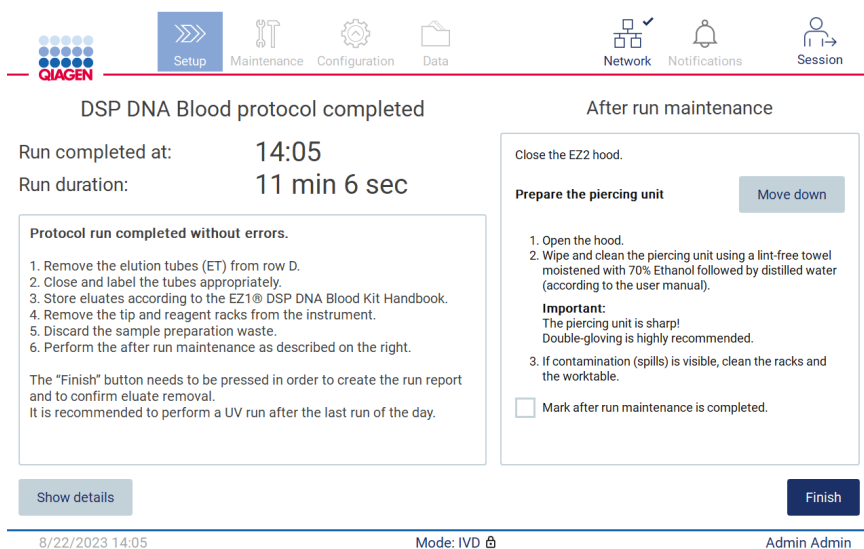 QIAGEN
Setup
Maintenance
Configuration
Data
Network
Notifications
Session
DSP DNA Blood protocol completed
Run completed at: 14:05
Run duration: 11 min 6 sec
Protocol run completed without errors.
1. Remove the elution tubes (ET) from row D.
2. Close and label the tubes appropriately.
3. Store eluates according to the EZ1® DSP DNA Blood Kit Handbook.
4. Remove the tip and reagent racks from the instrument.
5. Discard the sample preparation waste.
6. Perform the after run maintenance as described on the right.
The “Finish” button needs to be pressed in order to create the run report
and to confirm eluate removal.
It is recommended to perform a UV run after the last run of the day.
Show details
After run maintenance
Close the EZ2 hood.
Prepare the piercing unit
Move down
1. Open the hood.
2. Wipe and clean the piercing unit using a lint-free towel
moistened with 70% Ethanol followed by distilled water
(according to the user manual).
Important:
The piercing unit is sharp!
Double-gloving is highly recommended.
3. If contamination (spills) is visible, clean the racks and
the worktable.
Mark after run maintenance is completed.
Finish
8/22/2023 14:05
Mode: IVD
Admin Admin